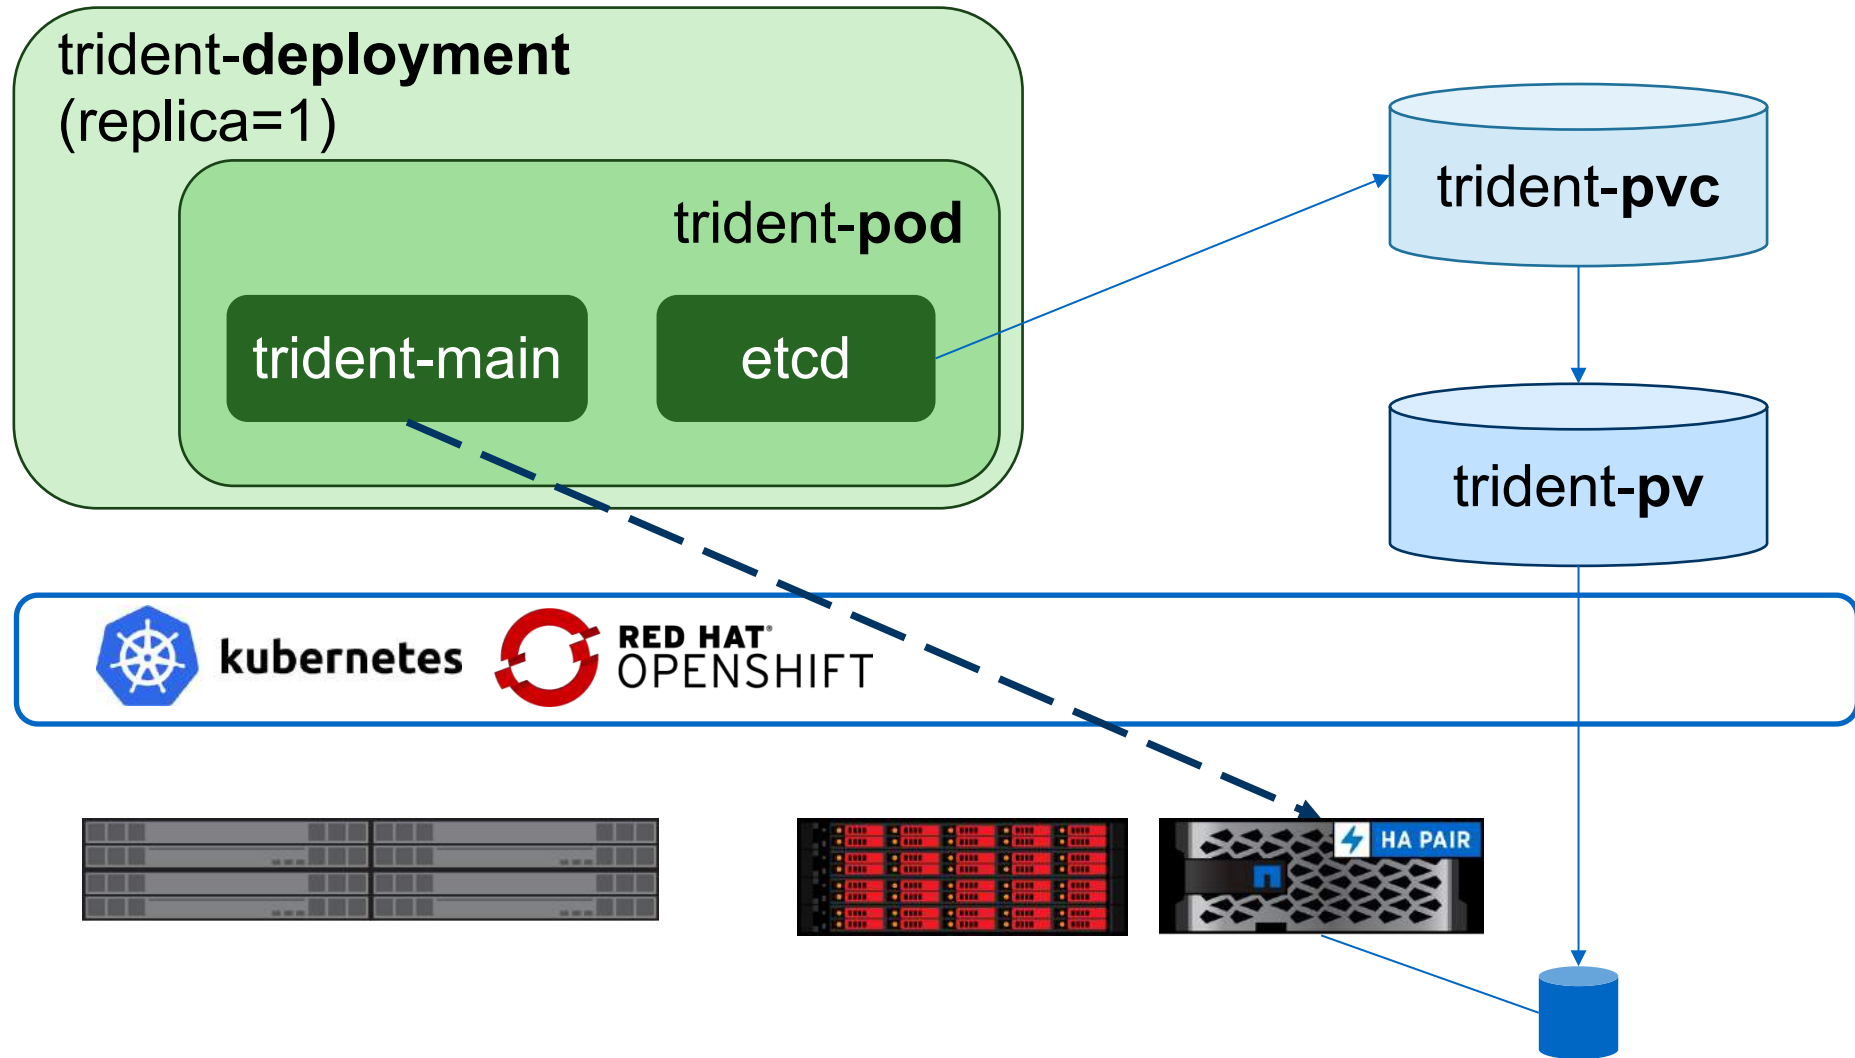 trident-deployment
(replica=1)
trident-pod
trident-main
etcd
trident-pvc
trident-pv
kubernetes
RED HAT®
OPENSHIFT
HA PAIR